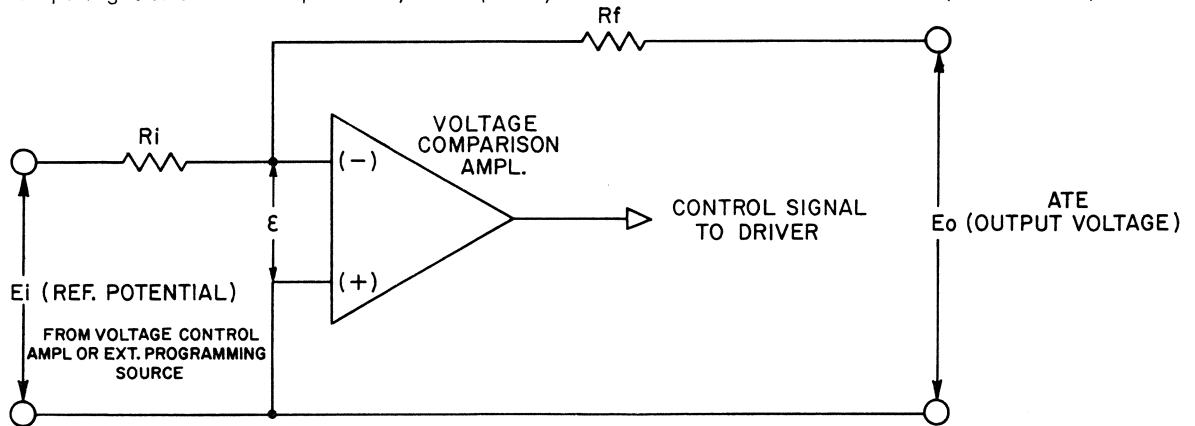 Rf
Ri
VOLTAGE
COMPARISON
AMPL.
(-)
ε
(+)
CONTROL SIGNAL
TO DRIVER
ATE
Eo (OUTPUT VOLTAGE)
Ei (REF. POTENTIAL)
FROM VOLTAGE CONTROL
AMPL OR EXT. PROGRAMMING
SOURCE